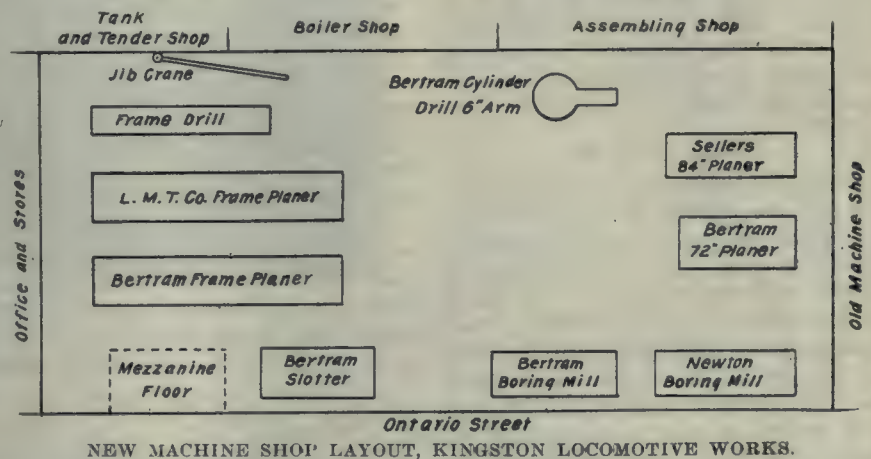 Tank
and Tender Shop
Boiler Shop
Assembling Shop
Jib Crane
Bertram Cylinder
Drill 6" Arm
Frame Drill
Sellers
84" Planer
L. M. T. Co. Frame Planer
Bertram
72" Planer
Bertram Frame Planer
Office and Stores
Old Machine Shop
Mezzanine
Floor
Bertram
Slotter
Bertram
Boring Mill
Newton
Boring Mill
Ontario Street
NEW MACHINE SHOP LAYOUT, KINGSTON LOCOMOTIVE WORKS.